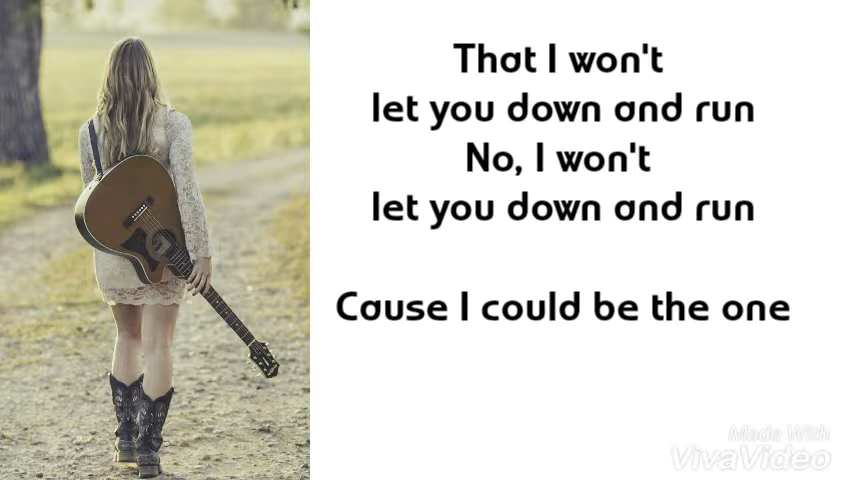 That I won't
let you down and run
No, I won't
let you down and run
Cause I could be the one
Made With
VivaVideo